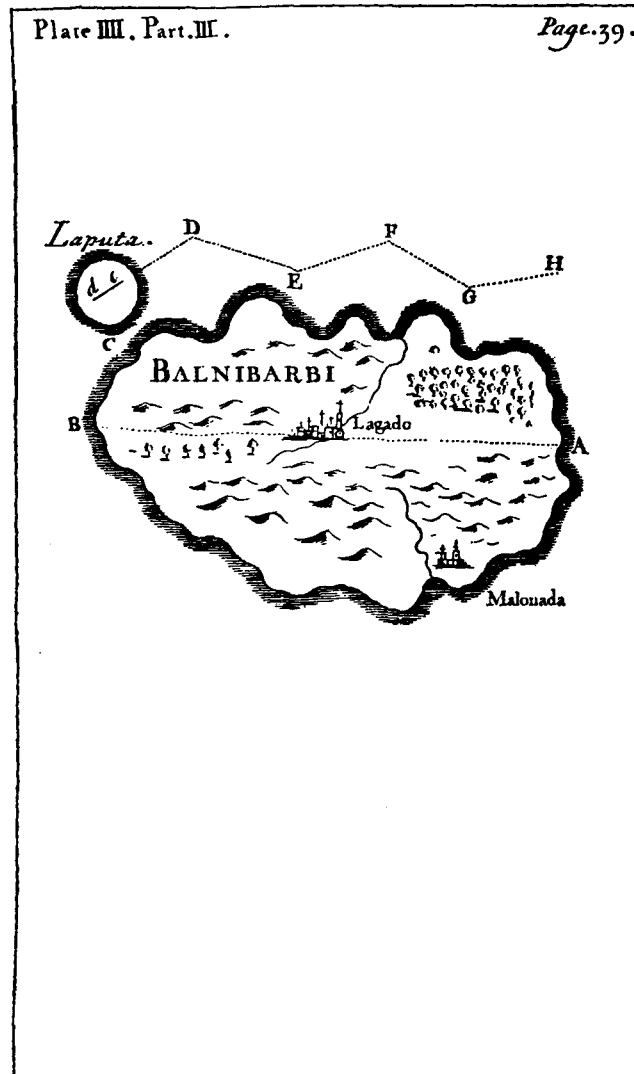 Plate IIII. Part. III. Page. 39.
D F
Laputa.
H
E
d c
G
C
BALNIBARBI
B Lagado
A
Malonada